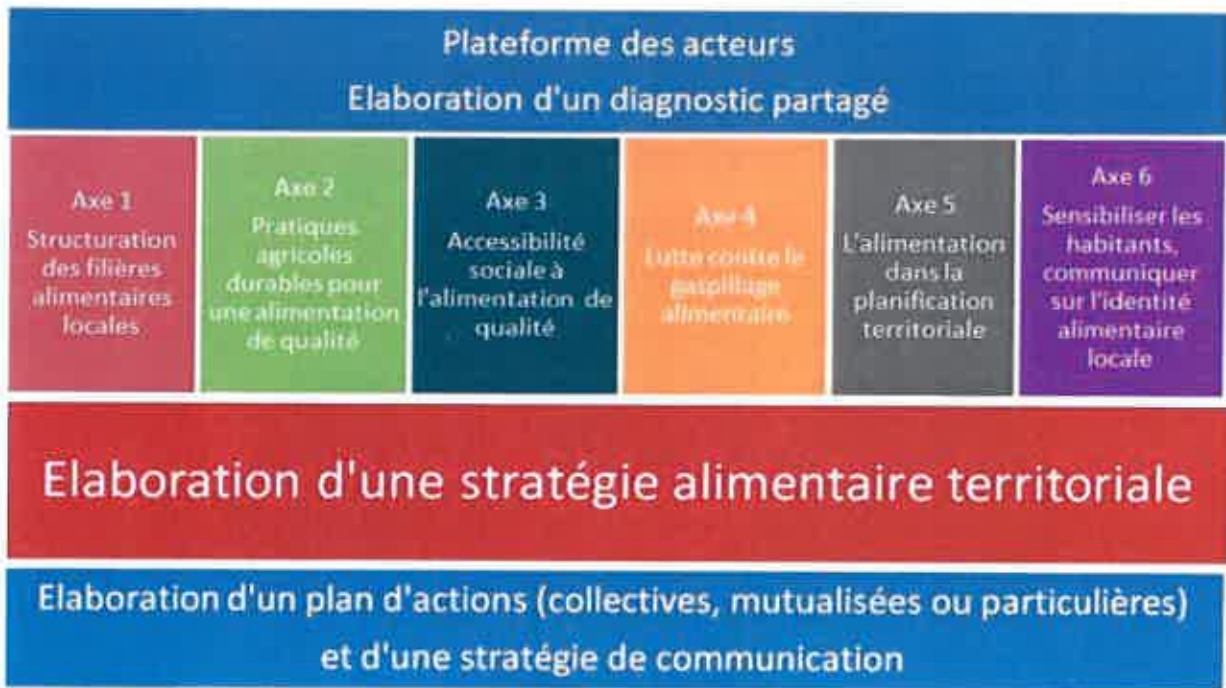 Plateforme des acteurs
Elaboration d'un diagnostic partagé
Axe 1
Structuration
des filières
alimentaires
locales
Axe 2
Pratiques
agricoles
durables pour
une alimentation
de qualité
Axe 3
Accessibilité
sociale à
l'alimentation de
qualité
Axe 4
Lutte contre le
gaspillage
alimentaire
Axe 5
L'alimentation
dans la
planification
territoriale
Axe 6
Sensibiliser les
habitants,
communiquer
sur l'identité
alimentaire
locale
Elaboration d'une stratégie alimentaire territoriale
Elaboration d'un plan d'actions (collectives, mutualisées ou particulières)
et d'une stratégie de communication